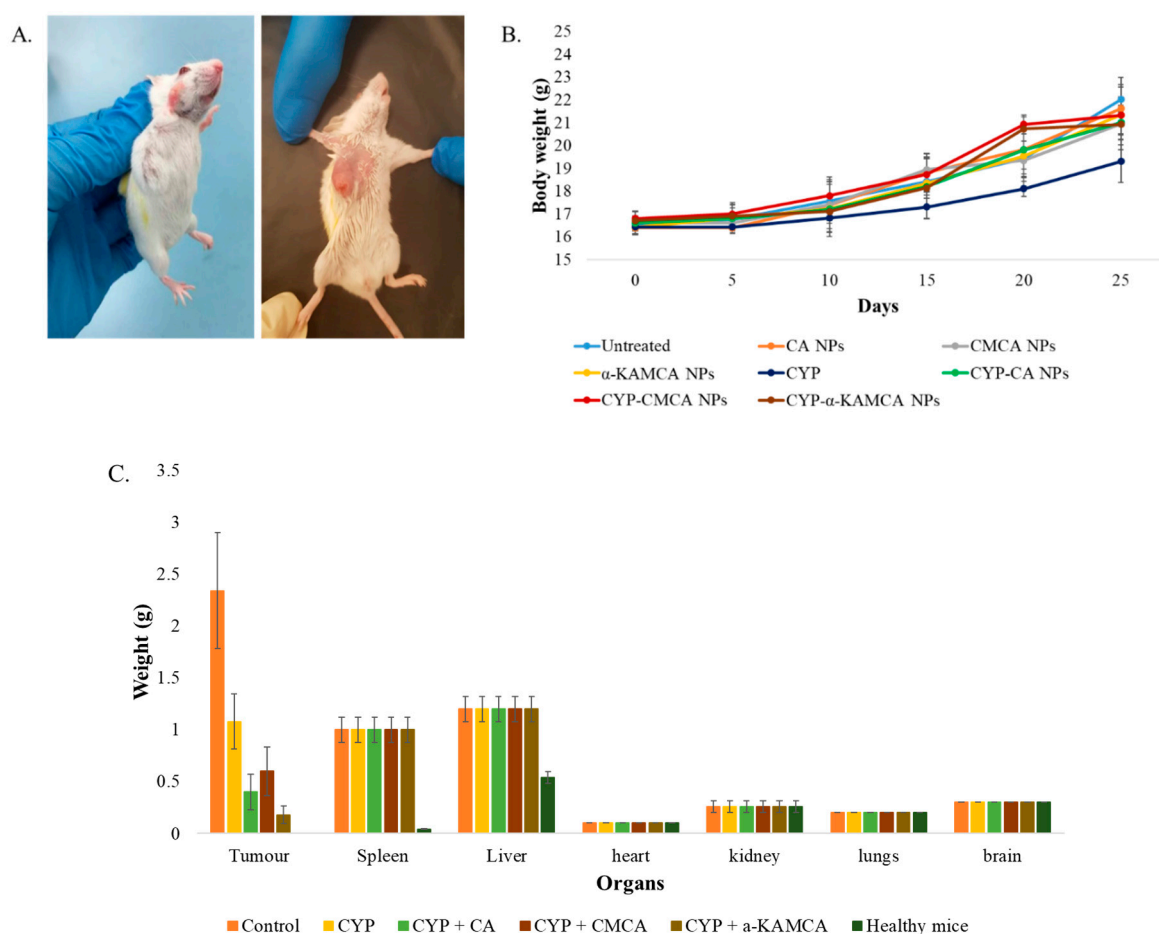 A.
B.
25
24
23
22
21
20
19
18
17
16
15
Body weight (g)
0 5 10 15 20 25
Days
Untreated CA NPs CMCA NPs
α-KAMCA NPs CYP CYP-CA NPs
CYP-CMCA NPs CYP-α-KAMCA NPs
C.
3.5
3
2.5
2
1.5
1
0.5
0
Weight (g)
Tumour Spleen Liver heart kidney lungs brain
Organs
Control CYP CYP + CA CYP + CMCA CYP + a-KAMCA Healthy mice